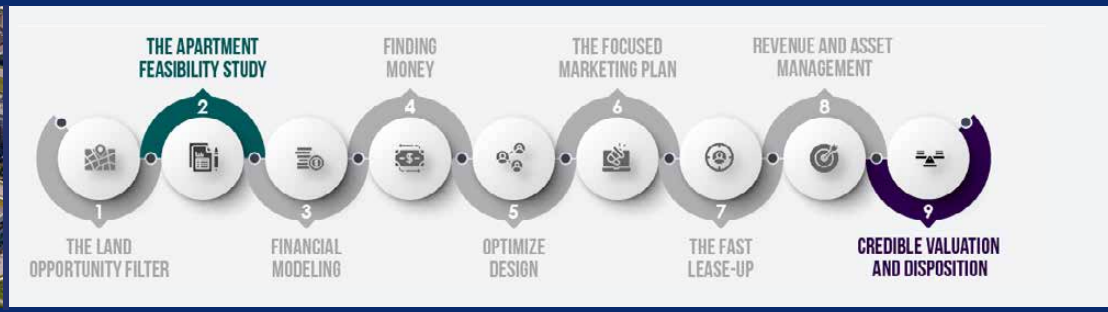 THE APARTMENT
FEASIBILITY STUDY
FINDING
MONEY
THE FOCUSED
MARKETING PLAN
REVENUE AND ASSET
MANAGEMENT
2
4
6
8
1
3
5
7
9
THE LAND
OPPORTUNITY FILTER
FINANCIAL
MODELING
OPTIMIZE
DESIGN
THE FAST
LEASE-UP
CREDIBLE VALUATION
AND DISPOSITION